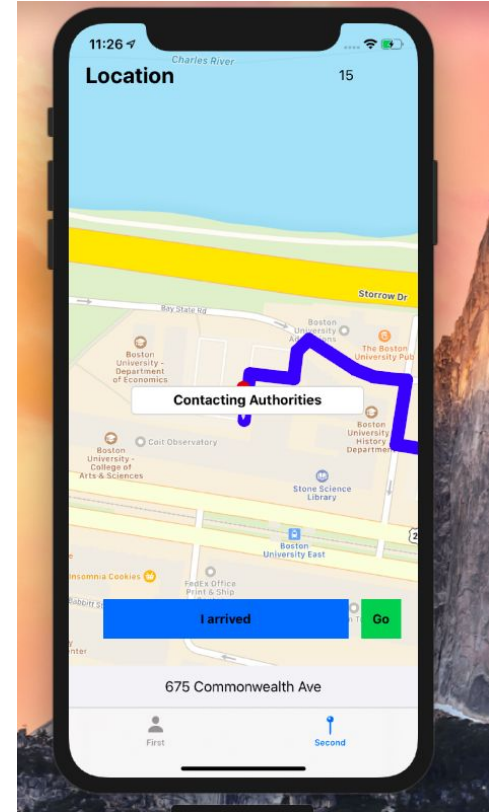 11:26
Charles River
Location
15
Storrow Dr
Bay State Rd
Boston
University
The Boston
University Pub
Boston
University -
Department
of Economics
Contacting Authorities
Boston
University
History
Department
Coit Observatory
Boston
University -
College of
Arts & Sciences
Stone Science
Library
2
Boston
University East
Insomnia Cookies
FedEx Office
Print & Ship
I arrived
Go
675 Commonwealth Ave
First
Second